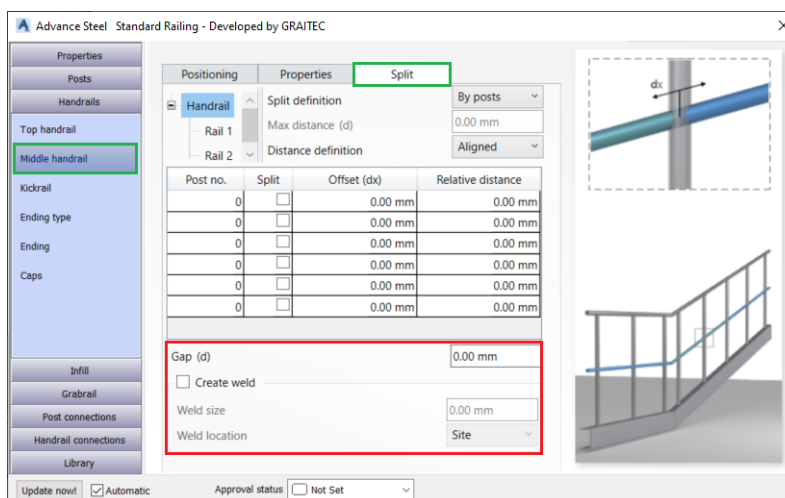 Advance Steel   Standard Railing - Developed by GRAITEC
Properties
Posts
Handrails
Top handrail
Middle handrail
Kickrail
Ending type
Ending
Caps
Infill
Grabrail
Post connections
Handrail connections
Library
Positioning Properties Split
Handrail
Rail 1
Rail 2
Split definition By posts
Max distance (d) 0.00 mm
Distance definition Aligned
Post no. Split Offset (dx) Relative distance
0 0.00 mm 0.00 mm
0 0.00 mm 0.00 mm
0 0.00 mm 0.00 mm
0 0.00 mm 0.00 mm
0 0.00 mm 0.00 mm
0 0.00 mm 0.00 mm
Gap (d) 0.00 mm
Create weld
Weld size 0.00 mm
Weld location Site
dx
Update now! Automatic Approval status Not Set